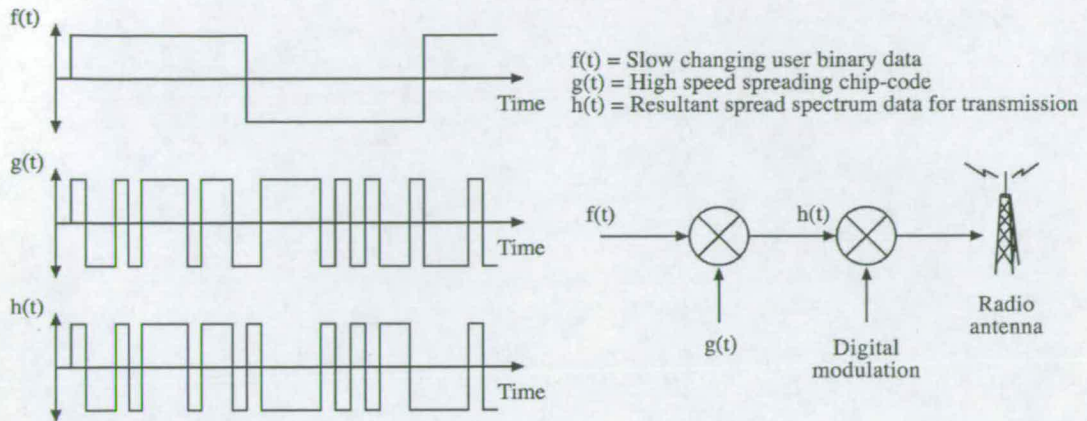 f(t)
Time
g(t)
Time
h(t)
Time
f(t) = Slow changing user binary data
g(t) = High speed spreading chip-code
h(t) = Resultant spread spectrum data for transmission
f(t)
h(t)
g(t)
Digital
modulation
Radio
antenna